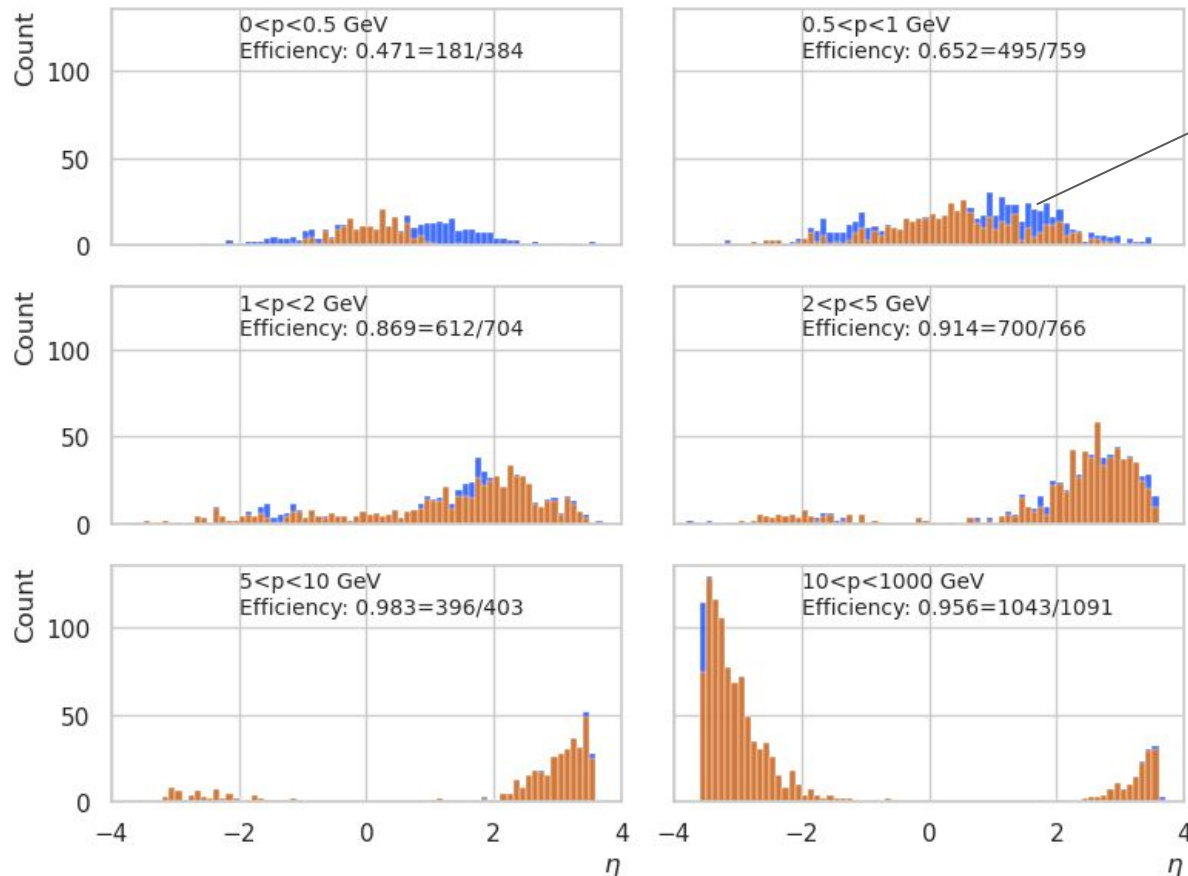 0<p<0.5 GeV
Efficiency: 0.471=181/384
0.5<p<1 GeV
Efficiency: 0.652=495/759
Count
100
50
0
1<p<2 GeV
Efficiency: 0.869=612/704
2<p<5 GeV
Efficiency: 0.914=700/766
Count
100
50
0
5<p<10 GeV
Efficiency: 0.983=396/403
10<p<1000 GeV
Efficiency: 0.956=1043/1091
Count
100
50
0
−4 −2 0 2 4
−4 −2 0 2 4
η
η